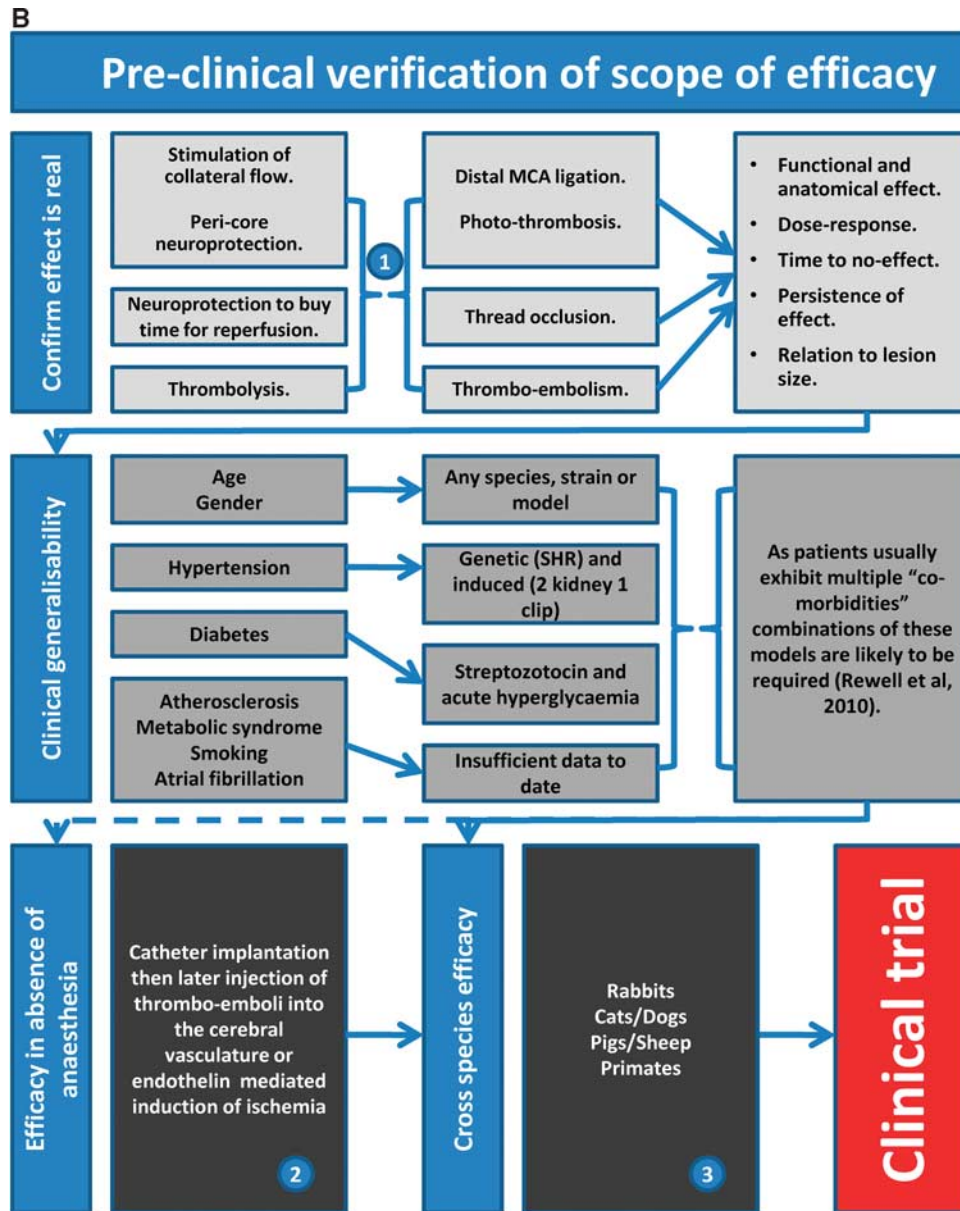 B
Pre-clinical verification of scope of efficacy
Confirm effect is real
Stimulation of
collateral flow.
Peri-core
neuroprotection.
Neuroprotection to buy
time for reperfusion.
Thrombolysis.
1
Distal MCA ligation.
Photo-thrombosis.
Thread occlusion.
Thrombo-embolism.
• Functional and
anatomical effect.
• Dose-response.
• Time to no-effect.
• Persistence of
effect.
• Relation to lesion
size.
Clinical generalisability
Age
Gender
Hypertension
Diabetes
Atherosclerosis
Metabolic syndrome
Smoking
Atrial fibrillation
Any species, strain or
model
Genetic (SHR) and
induced (2 kidney 1
clip)
Streptozotocin and
acute hyperglycaemia
Insufficient data to
date
As patients usually
exhibit multiple “co-
morbidities”
combinations of these
models are likely to be
required (Rewell et al,
2010).
Efficacy in absence of
anaesthesia
Catheter implantation
then later injection of
thrombo-emboli into
the cerebral
vasculature or
endothelin mediated
induction of ischemia
2
Cross species efficacy
Rabbits
Cats/Dogs
Pigs/Sheep
Primates
3
Clinical trial